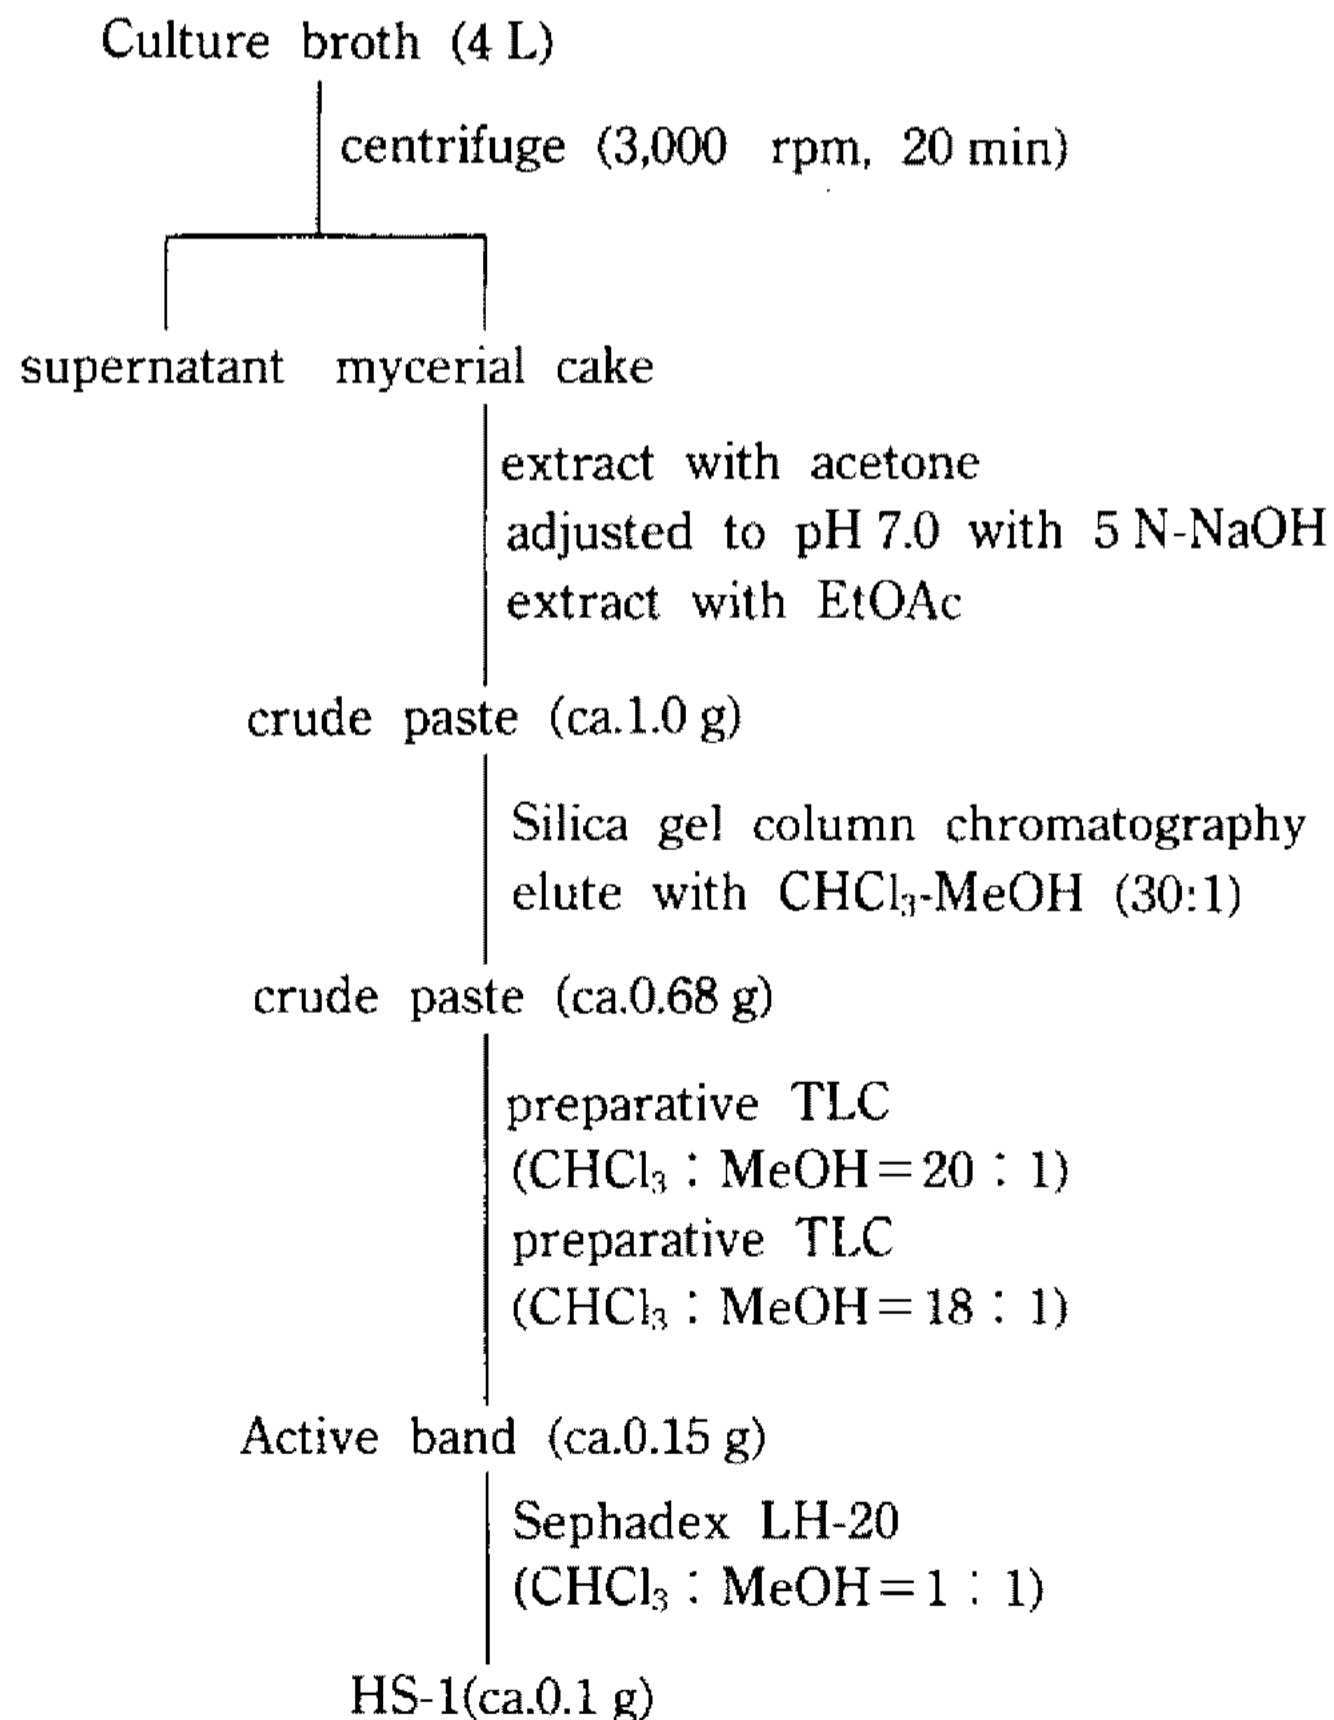 Culture broth (4 L)
centrifuge (3,000 rpm, 20 min)
supernatant mycerial cake
extract with acetone
adjusted to pH 7.0 with 5 N-NaOH
extract with EtOAc
crude paste (ca.1.0 g)
Silica gel column chromatography
elute with CHCl₃-MeOH (30:1)
crude paste (ca.0.68 g)
preparative TLC
(CHCl₃ : MeOH=20 : 1)
preparative TLC
(CHCl₃ : MeOH=18 : 1)
Active band (ca.0.15 g)
Sephadex LH-20
(CHCl₃ : MeOH=1 : 1)
HS-1(ca.0.1 g)